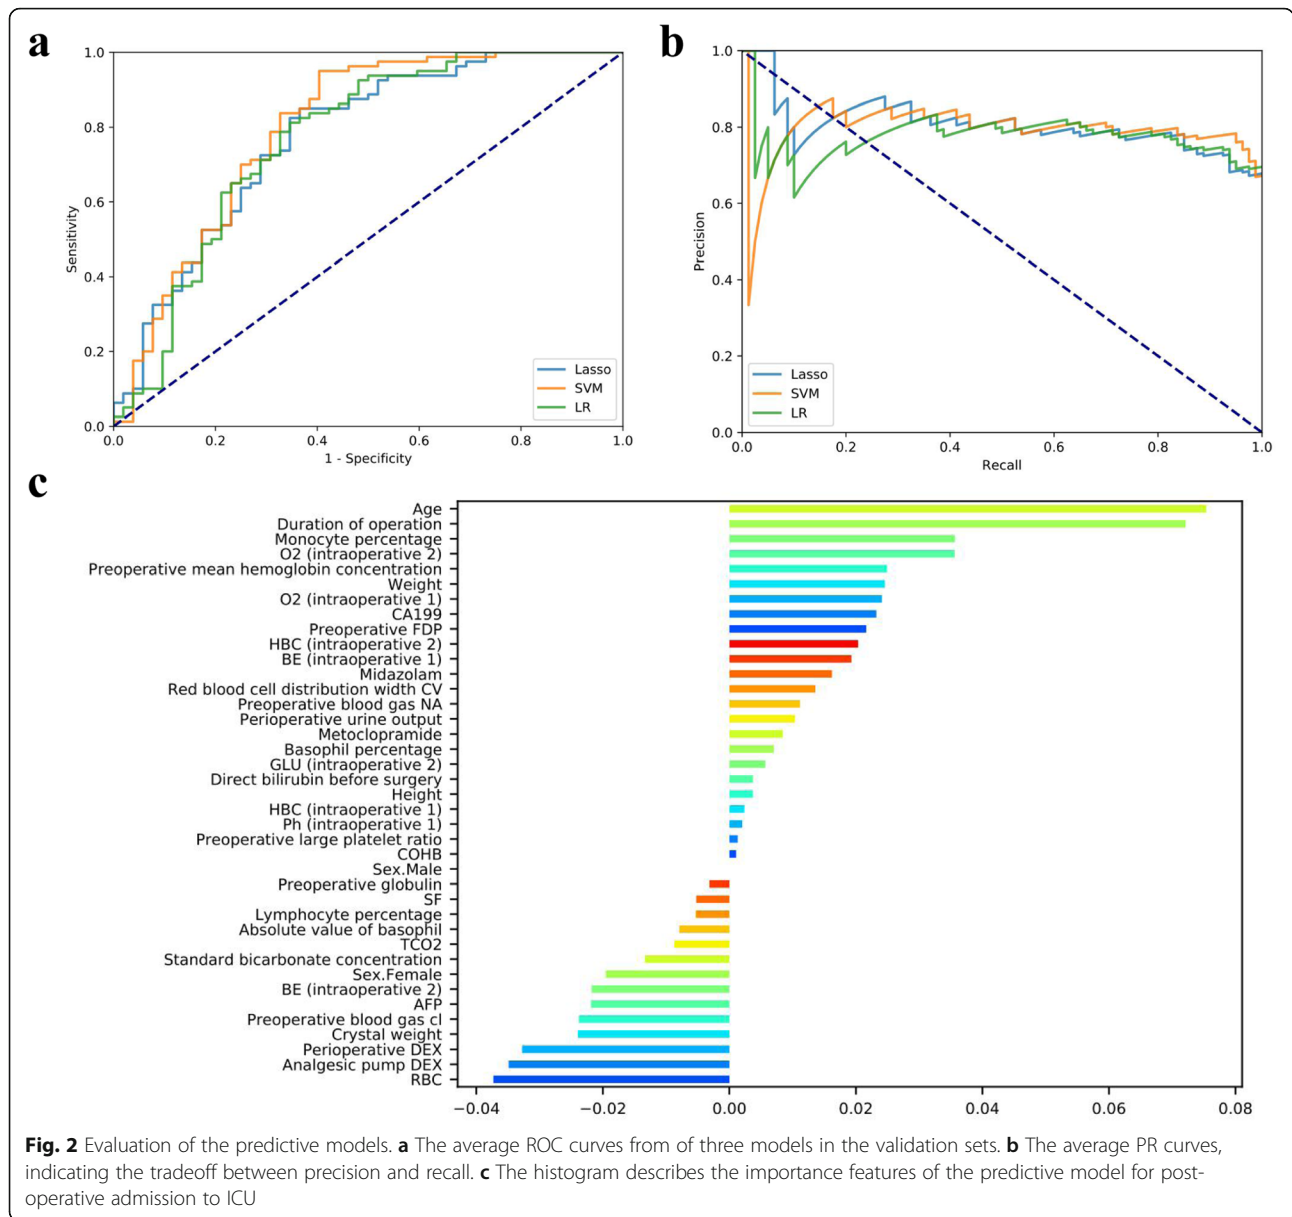 a
1.0
0.8
0.6
0.4
0.2
0.0
Sensitivity
0.0 0.2 0.4 0.6 0.8 1.0
1 - Specificity
Lasso
SVM
LR
b
1.0
0.8
0.6
0.4
0.2
0.0
Precision
0.0 0.2 0.4 0.6 0.8 1.0
Recall
Lasso
SVM
LR
c
Age
Duration of operation
Monocyte percentage
O2 (intraoperative 2)
Preoperative mean hemoglobin concentration
Weight
O2 (intraoperative 1)
CA199
Preoperative FDP
HBC (intraoperative 2)
BE (intraoperative 1)
Midazolam
Red blood cell distribution width CV
Preoperative blood gas NA
Perioperative urine output
Metoclopramide
Basophil percentage
GLU (intraoperative 2)
Direct bilirubin before surgery
Height
HBC (intraoperative 1)
Ph (intraoperative 1)
Preoperative large platelet ratio
COHB
Sex.Male
Preoperative globulin
SF
Lymphocyte percentage
Absolute value of basophil
TCO2
Standard bicarbonate concentration
Sex.Female
BE (intraoperative 2)
AFP
Preoperative blood gas cl
Crystal weight
Perioperative DEX
Analgesic pump DEX
RBC
−0.04 −0.02 0.00 0.02 0.04 0.06 0.08
Fig. 2 Evaluation of the predictive models. a The average ROC curves from of three models in the validation sets. b The average PR curves,
indicating the tradeoff between precision and recall. c The histogram describes the importance features of the predictive model for post-
operative admission to ICU